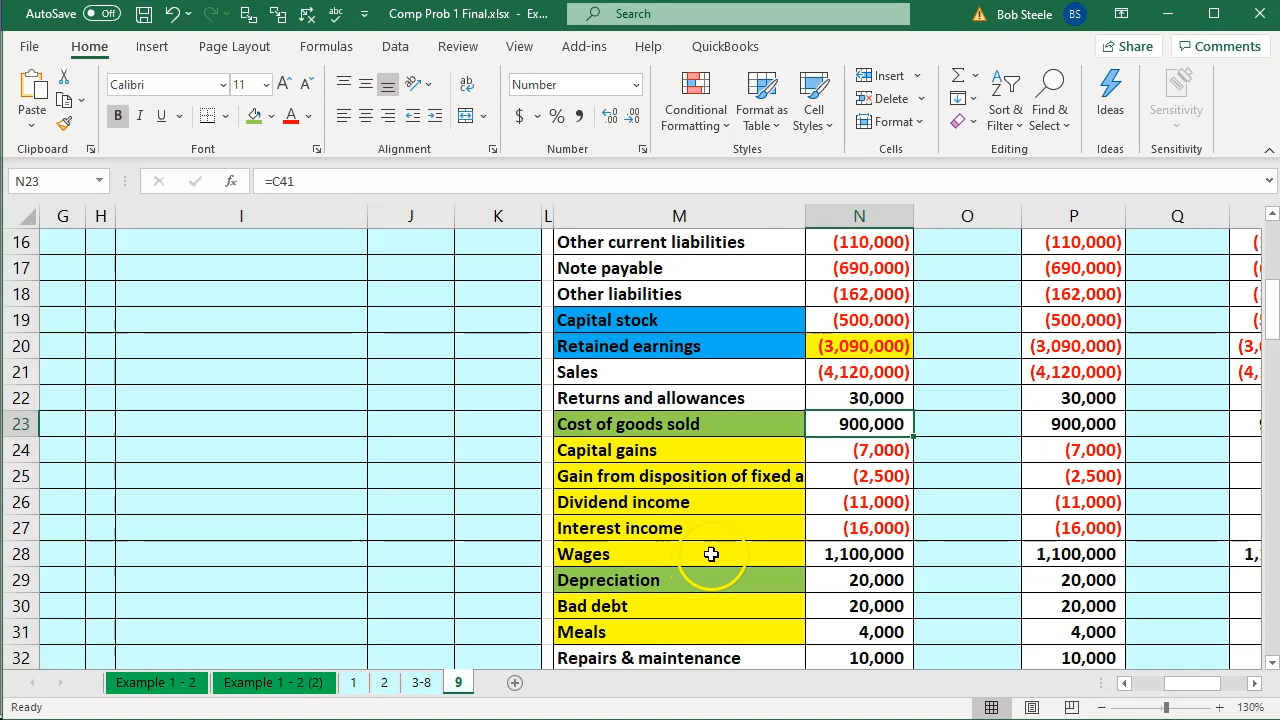 AutoSave Off Comp Prob 1 Final.xlsx - Ex... Search Bob Steele BS
File Home Insert Page Layout Formulas Data Review View Add-ins Help QuickBooks Share Comments
Calibri 11 Number Insert
Paste B I U Conditional Formatting Format as Table Cell Styles Delete Sort & Filter Find & Select Ideas Sensitivity
Format
Clipboard Font Alignment Number Styles Cells Editing Ideas Sensitivity
N23 fx =C41
G H I J K L M N O P Q
16 Other current liabilities (110,000) (110,000) (
17 Note payable (690,000) (690,000) (
18 Other liabilities (162,000) (162,000) (
19 Capital stock (500,000) (500,000) (
20 Retained earnings (3,090,000) (3,090,000) (3,
21 Sales (4,120,000) (4,120,000) (4,
22 Returns and allowances 30,000 30,000
23 Cost of goods sold 900,000 900,000
24 Capital gains (7,000) (7,000)
25 Gain from disposition of fixed a (2,500) (2,500)
26 Dividend income (11,000) (11,000)
27 Interest income (16,000) (16,000)
28 Wages 1,100,000 1,100,000 1,
29 Depreciation 20,000 20,000
30 Bad debt 20,000 20,000
31 Meals 4,000 4,000
32 Repairs & maintenance 10,000 10,000
Example 1 - 2 Example 1 - 2 (2) 1 2 3-8 9
Ready 130%